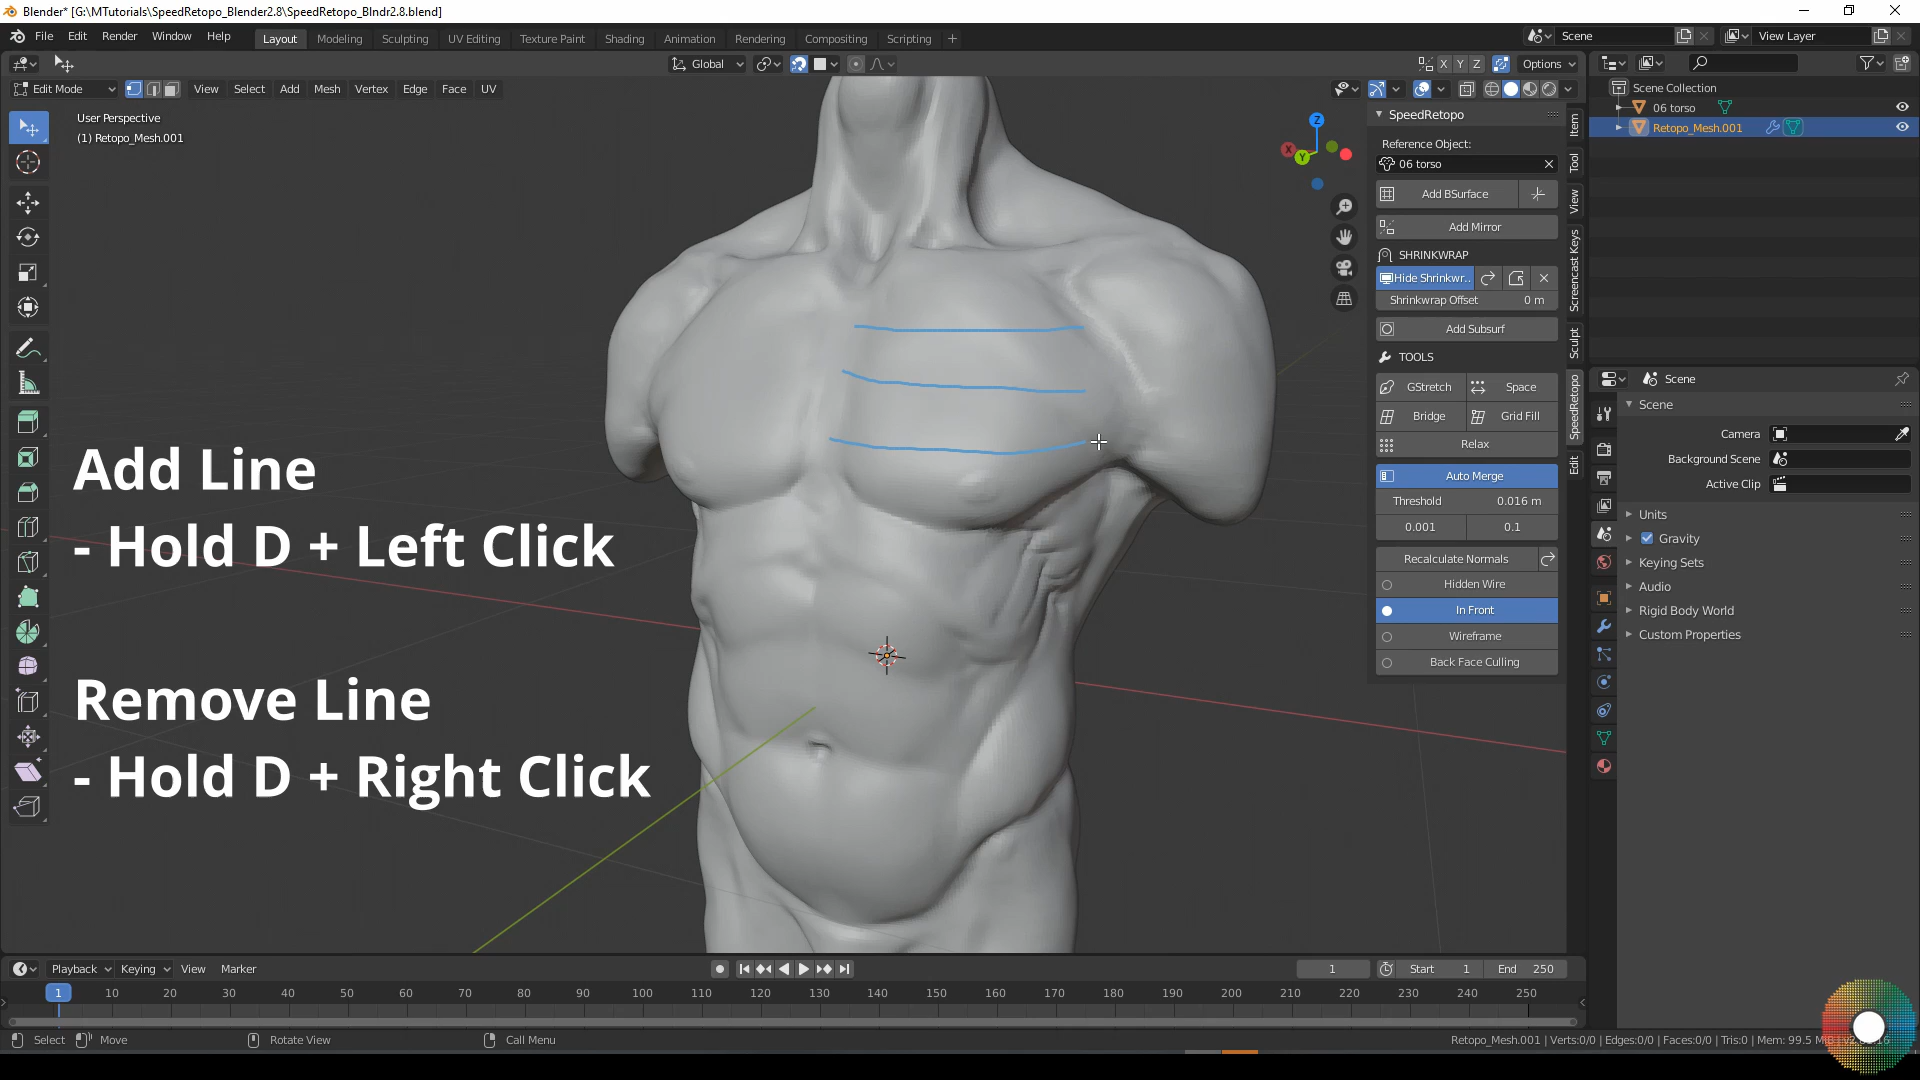 Blender* [G:\MTutorials\SpeedRetopo_Blender2.8\SpeedRetopo_Blndr2.8.blend]
File Edit Render Window Help Layout Modeling Sculpting UV Editing Texture Paint Shading Animation Rendering Compositing Scripting + Scene View Layer
Global X Y Z Options
Edit Mode View Select Add Mesh Vertex Edge Face UV
User Perspective
(1) Retopo_Mesh.001
Z
X
Y
SpeedRetopo
Reference Object:
06 torso
Add BSurface
Add Mirror
SHRINKWRAP
Hide Shrinkwr..
Shrinkwrap Offset 0 m
Add Subsurf
TOOLS
GStretch Space
Bridge Grid Fill
Relax
Auto Merge
Threshold 0.016 m
0.001 0.1
Recalculate Normals
Hidden Wire
In Front
Wireframe
Back Face Culling
Item
Tool
View
Screencast Keys
Sculpt
SpeedRetopo
Edit
Scene Collection
06 torso
Retopo_Mesh.001
Scene
Scene
Camera
Background Scene
Active Clip
Units
Gravity
Keying Sets
Audio
Rigid Body World
Custom Properties
Add Line
- Hold D + Left Click
Remove Line
- Hold D + Right Click
Playback Keying View Marker 1 Start 1 End 250
1 10 20 30 40 50 60 70 80 90 100 110 120 130 140 150 160 170 180 190 200 210 220 230 240 250
Select Move Rotate View Call Menu Retopo_Mesh.001 | Verts:0/0 | Edges:0/0 | Faces:0/0 | Tris:0 | Mem: 99.5